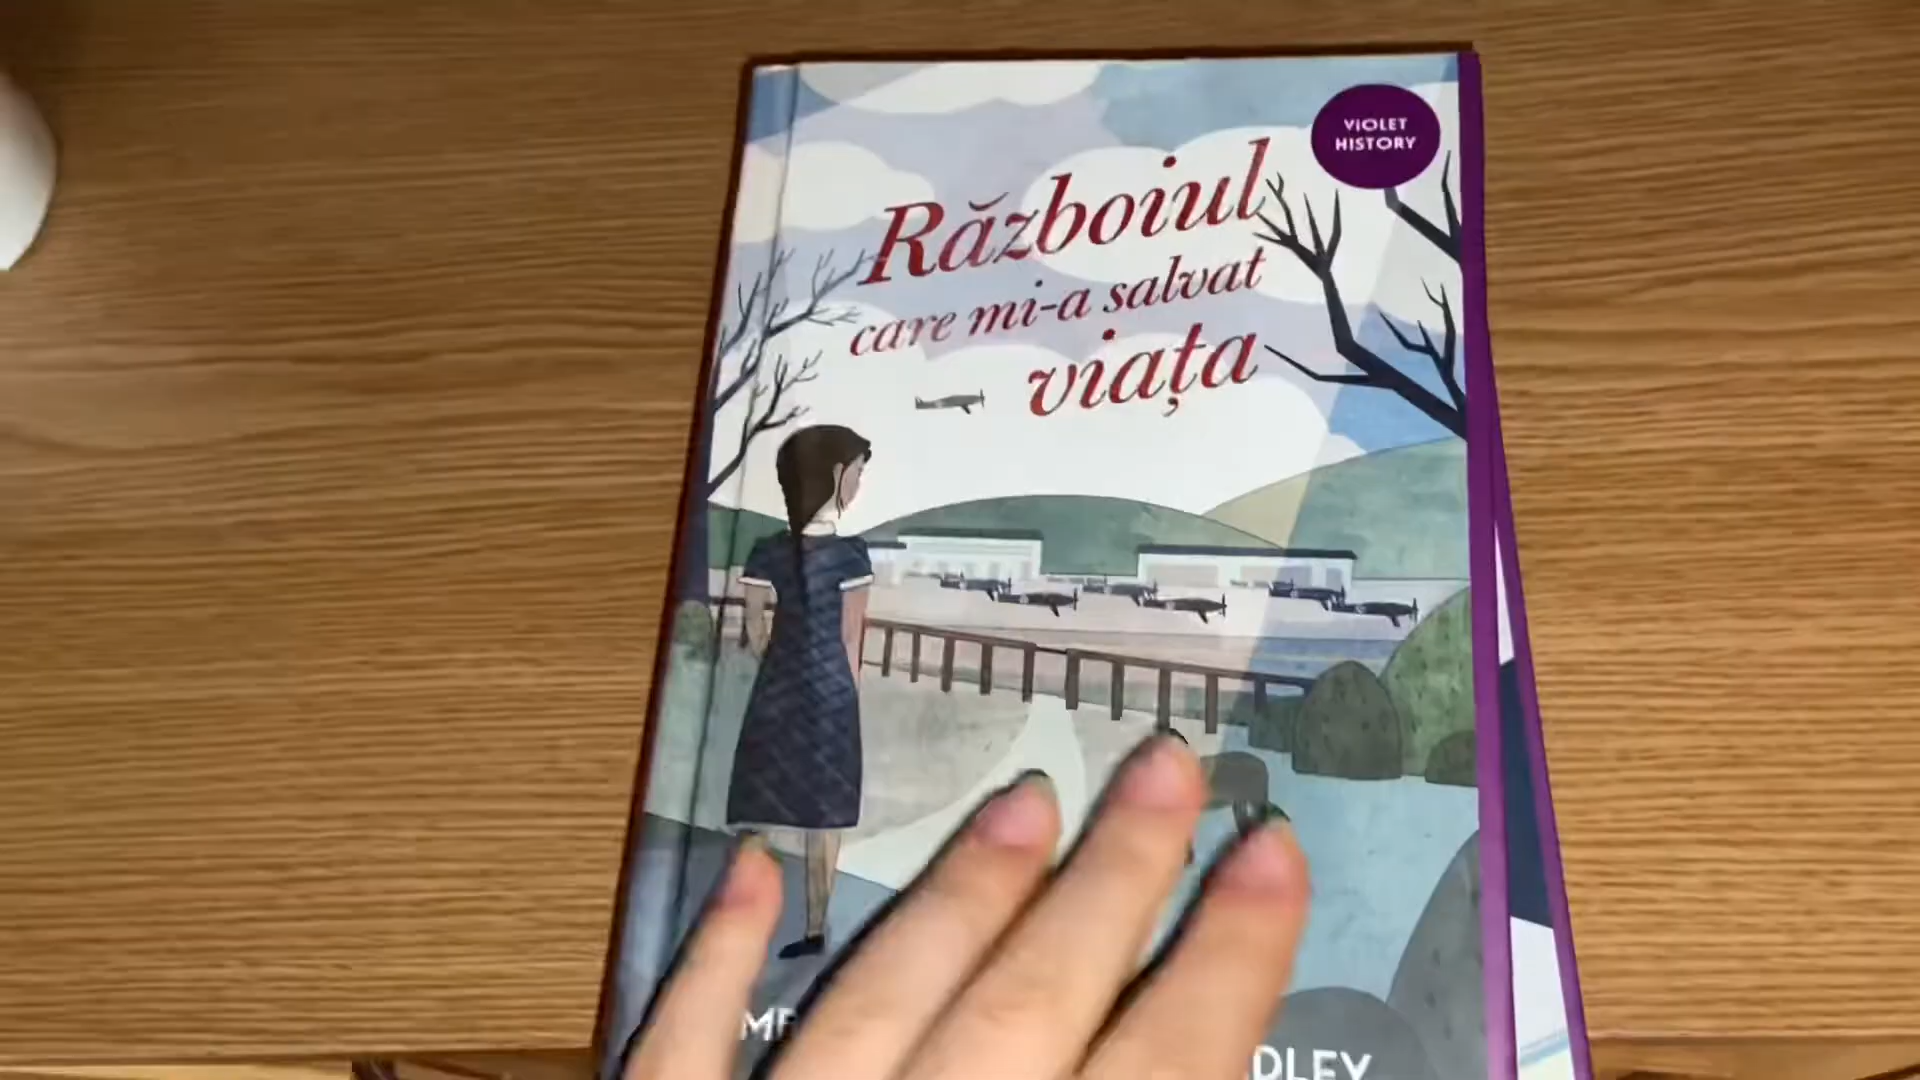 VIOLET
HISTORY
Războiul
care mi-a salvat
viața